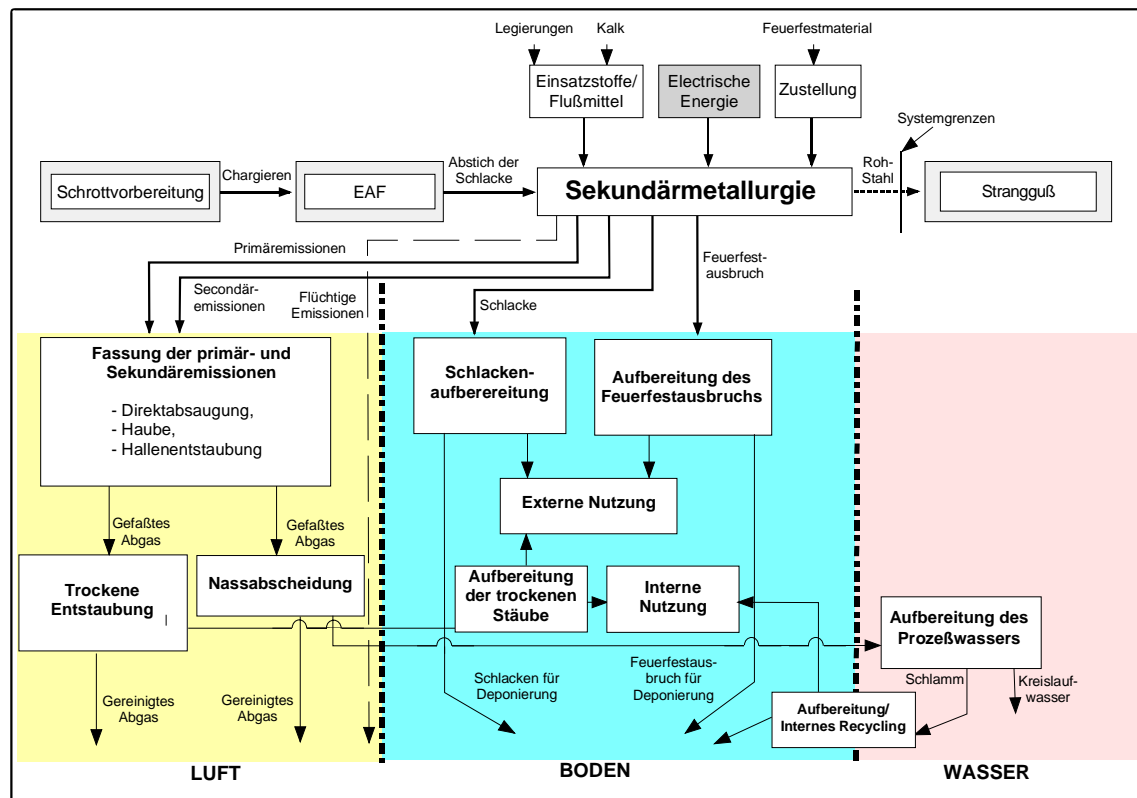 Legierungen
Kalk
Feuerfestmaterial
Einsatzstoffe/
Flußmittel
Electrische
Energie
Zustellung
Systemgrenzen
Schrottvorbereitung
Chargieren
EAF
Abstich der
Schlacke
Sekundärmetallurgie
Roh-
Stahl
Strangguß
Primäremissionen
Secondär-
emissionen
Flüchtige
Emissionen
Schlacke
Feuerfest-
ausbruch
Fassung der primär- und
Sekundäremissionen
- Direktabsaugung,
- Haube,
- Hallenentstaubung
Schlacken-
aufberereitung
Aufbereitung des
Feuerfestausbruchs
Externe Nutzung
Gefaßtes
Abgas
Gefaßtes
Abgas
Trockene
Entstaubung
Nassabscheidung
Aufbereitung
der trockenen
Stäube
Interne
Nutzung
Aufbereitung des
Prozeßwassers
Gereinigtes
Abgas
Gereinigtes
Abgas
Schlacken für
Deponierung
Feuerfestaus-
bruch für
Deponierung
Schlamm
Kreislauf-
wasser
Aufbereitung/
Internes Recycling
LUFT
BODEN
WASSER